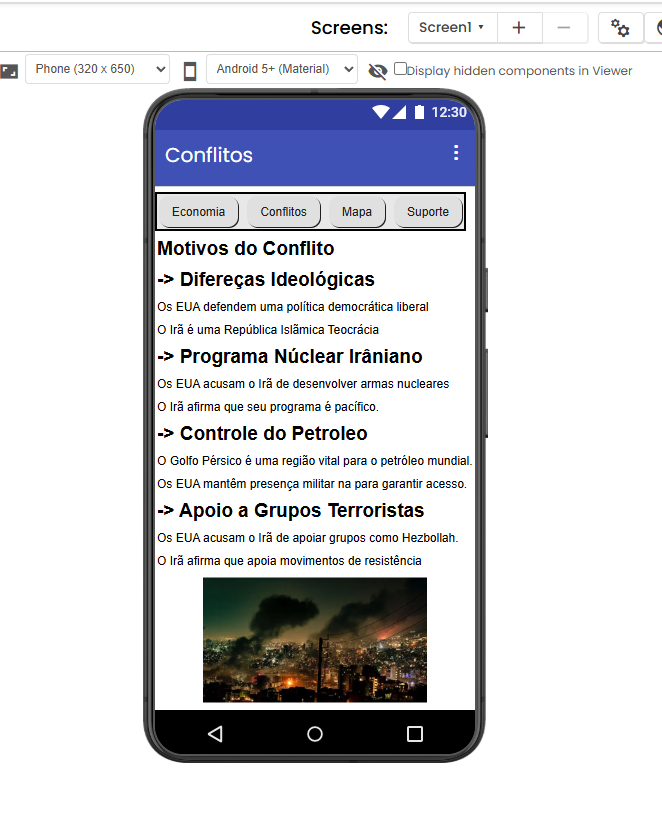 Screens: Screen1
Phone (320 x 650) Android 5+ (Material) Display hidden components in Viewer
12:30
Conflitos
Economia Conflitos Mapa Suporte
Motivos do Conflito
-> Difereças Ideológicas
Os EUA defendem uma política democrática liberal
O Irã é uma República Islãmica Teocrácia
-> Programa Núclear Irâniano
Os EUA acusam o Irã de desenvolver armas nucleares
O Irã afirma que seu programa é pacífico.
-> Controle do Petroleo
O Golfo Pérsico é uma região vital para o petróleo mundial.
Os EUA mantêm presença militar na para garantir acesso.
-> Apoio a Grupos Terroristas
Os EUA acusam o Irã de apoiar grupos como Hezbollah.
O Irã afirma que apoia movimentos de resistência